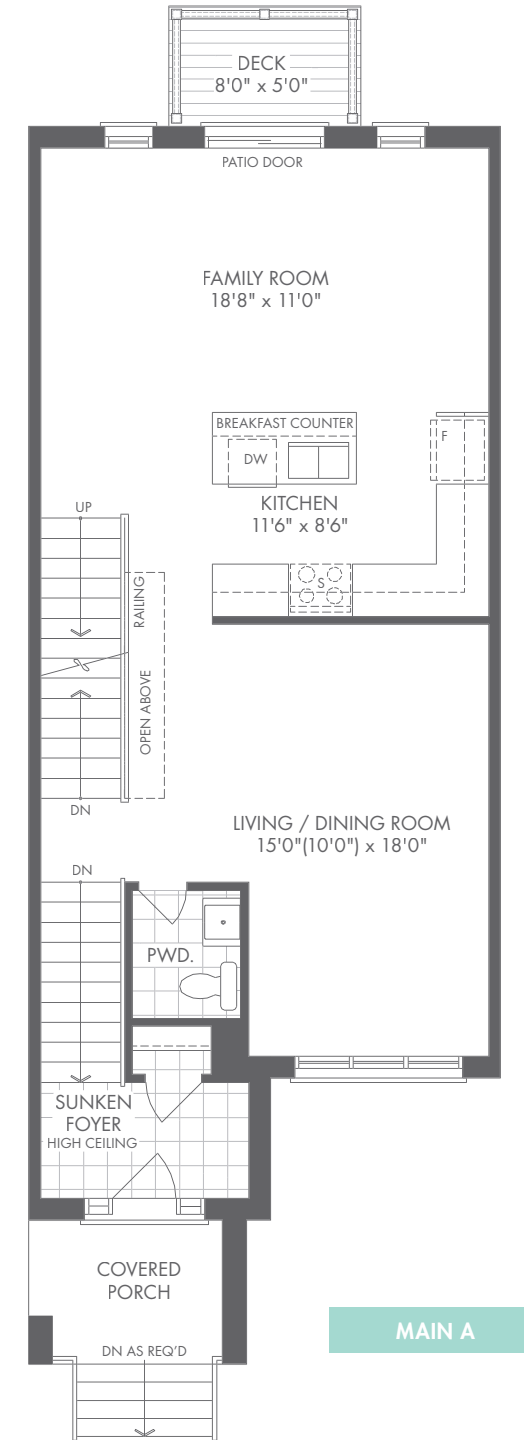 DECK
8'0" x 5'0"
PATIO DOOR
FAMILY ROOM
18'8" x 11'0"
BREAKFAST COUNTER
F
DW
KITCHEN
11'6" x 8'6"
UP
S
RAILING
OPEN ABOVE
DN
LIVING / DINING ROOM
15'0"(10'0") x 18'0"
DN
PWD.
SUNKEN
FOYER
HIGH CEILING
COVERED
PORCH
MAIN A
DN AS REQ'D